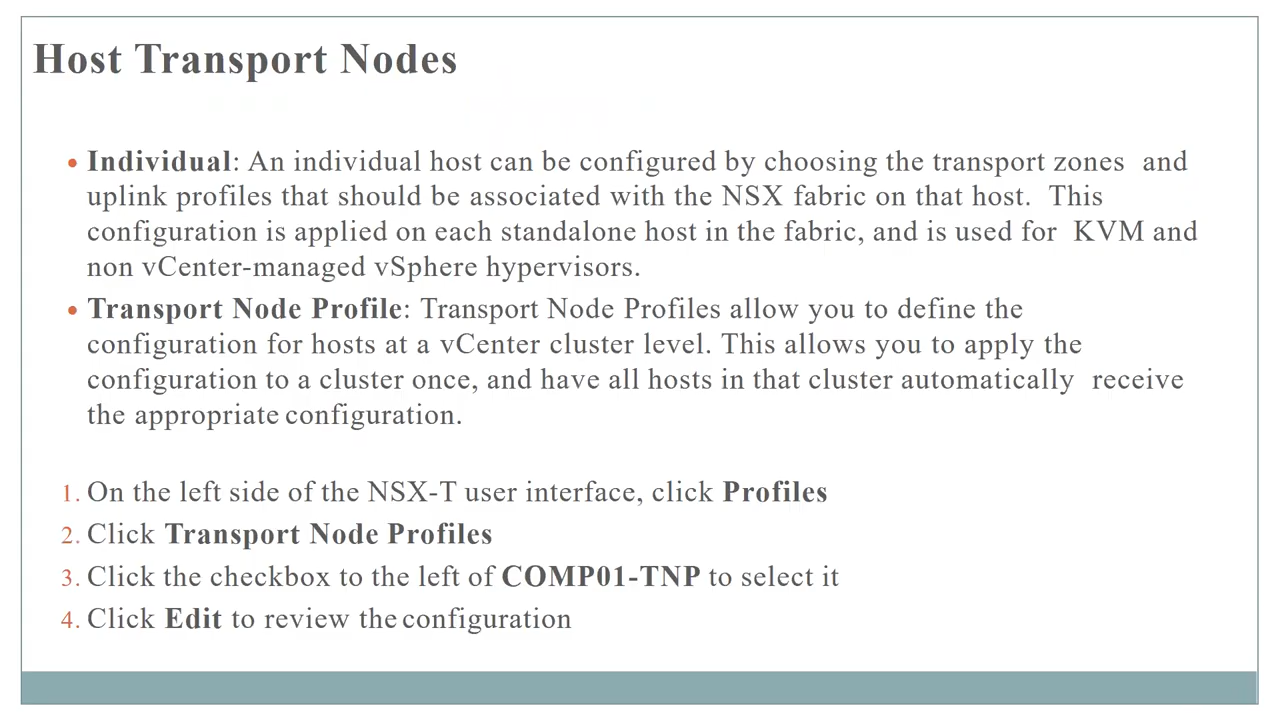 Host Transport Nodes
• Individual: An individual host can be configured by choosing the transport zones and
uplink profiles that should be associated with the NSX fabric on that host. This
configuration is applied on each standalone host in the fabric, and is used for KVM and
non vCenter-managed vSphere hypervisors.
• Transport Node Profile: Transport Node Profiles allow you to define the
configuration for hosts at a vCenter cluster level. This allows you to apply the
configuration to a cluster once, and have all hosts in that cluster automatically receive
the appropriate configuration.
1. On the left side of the NSX-T user interface, click Profiles
2. Click Transport Node Profiles
3. Click the checkbox to the left of COMP01-TNP to select it
4. Click Edit to review the configuration